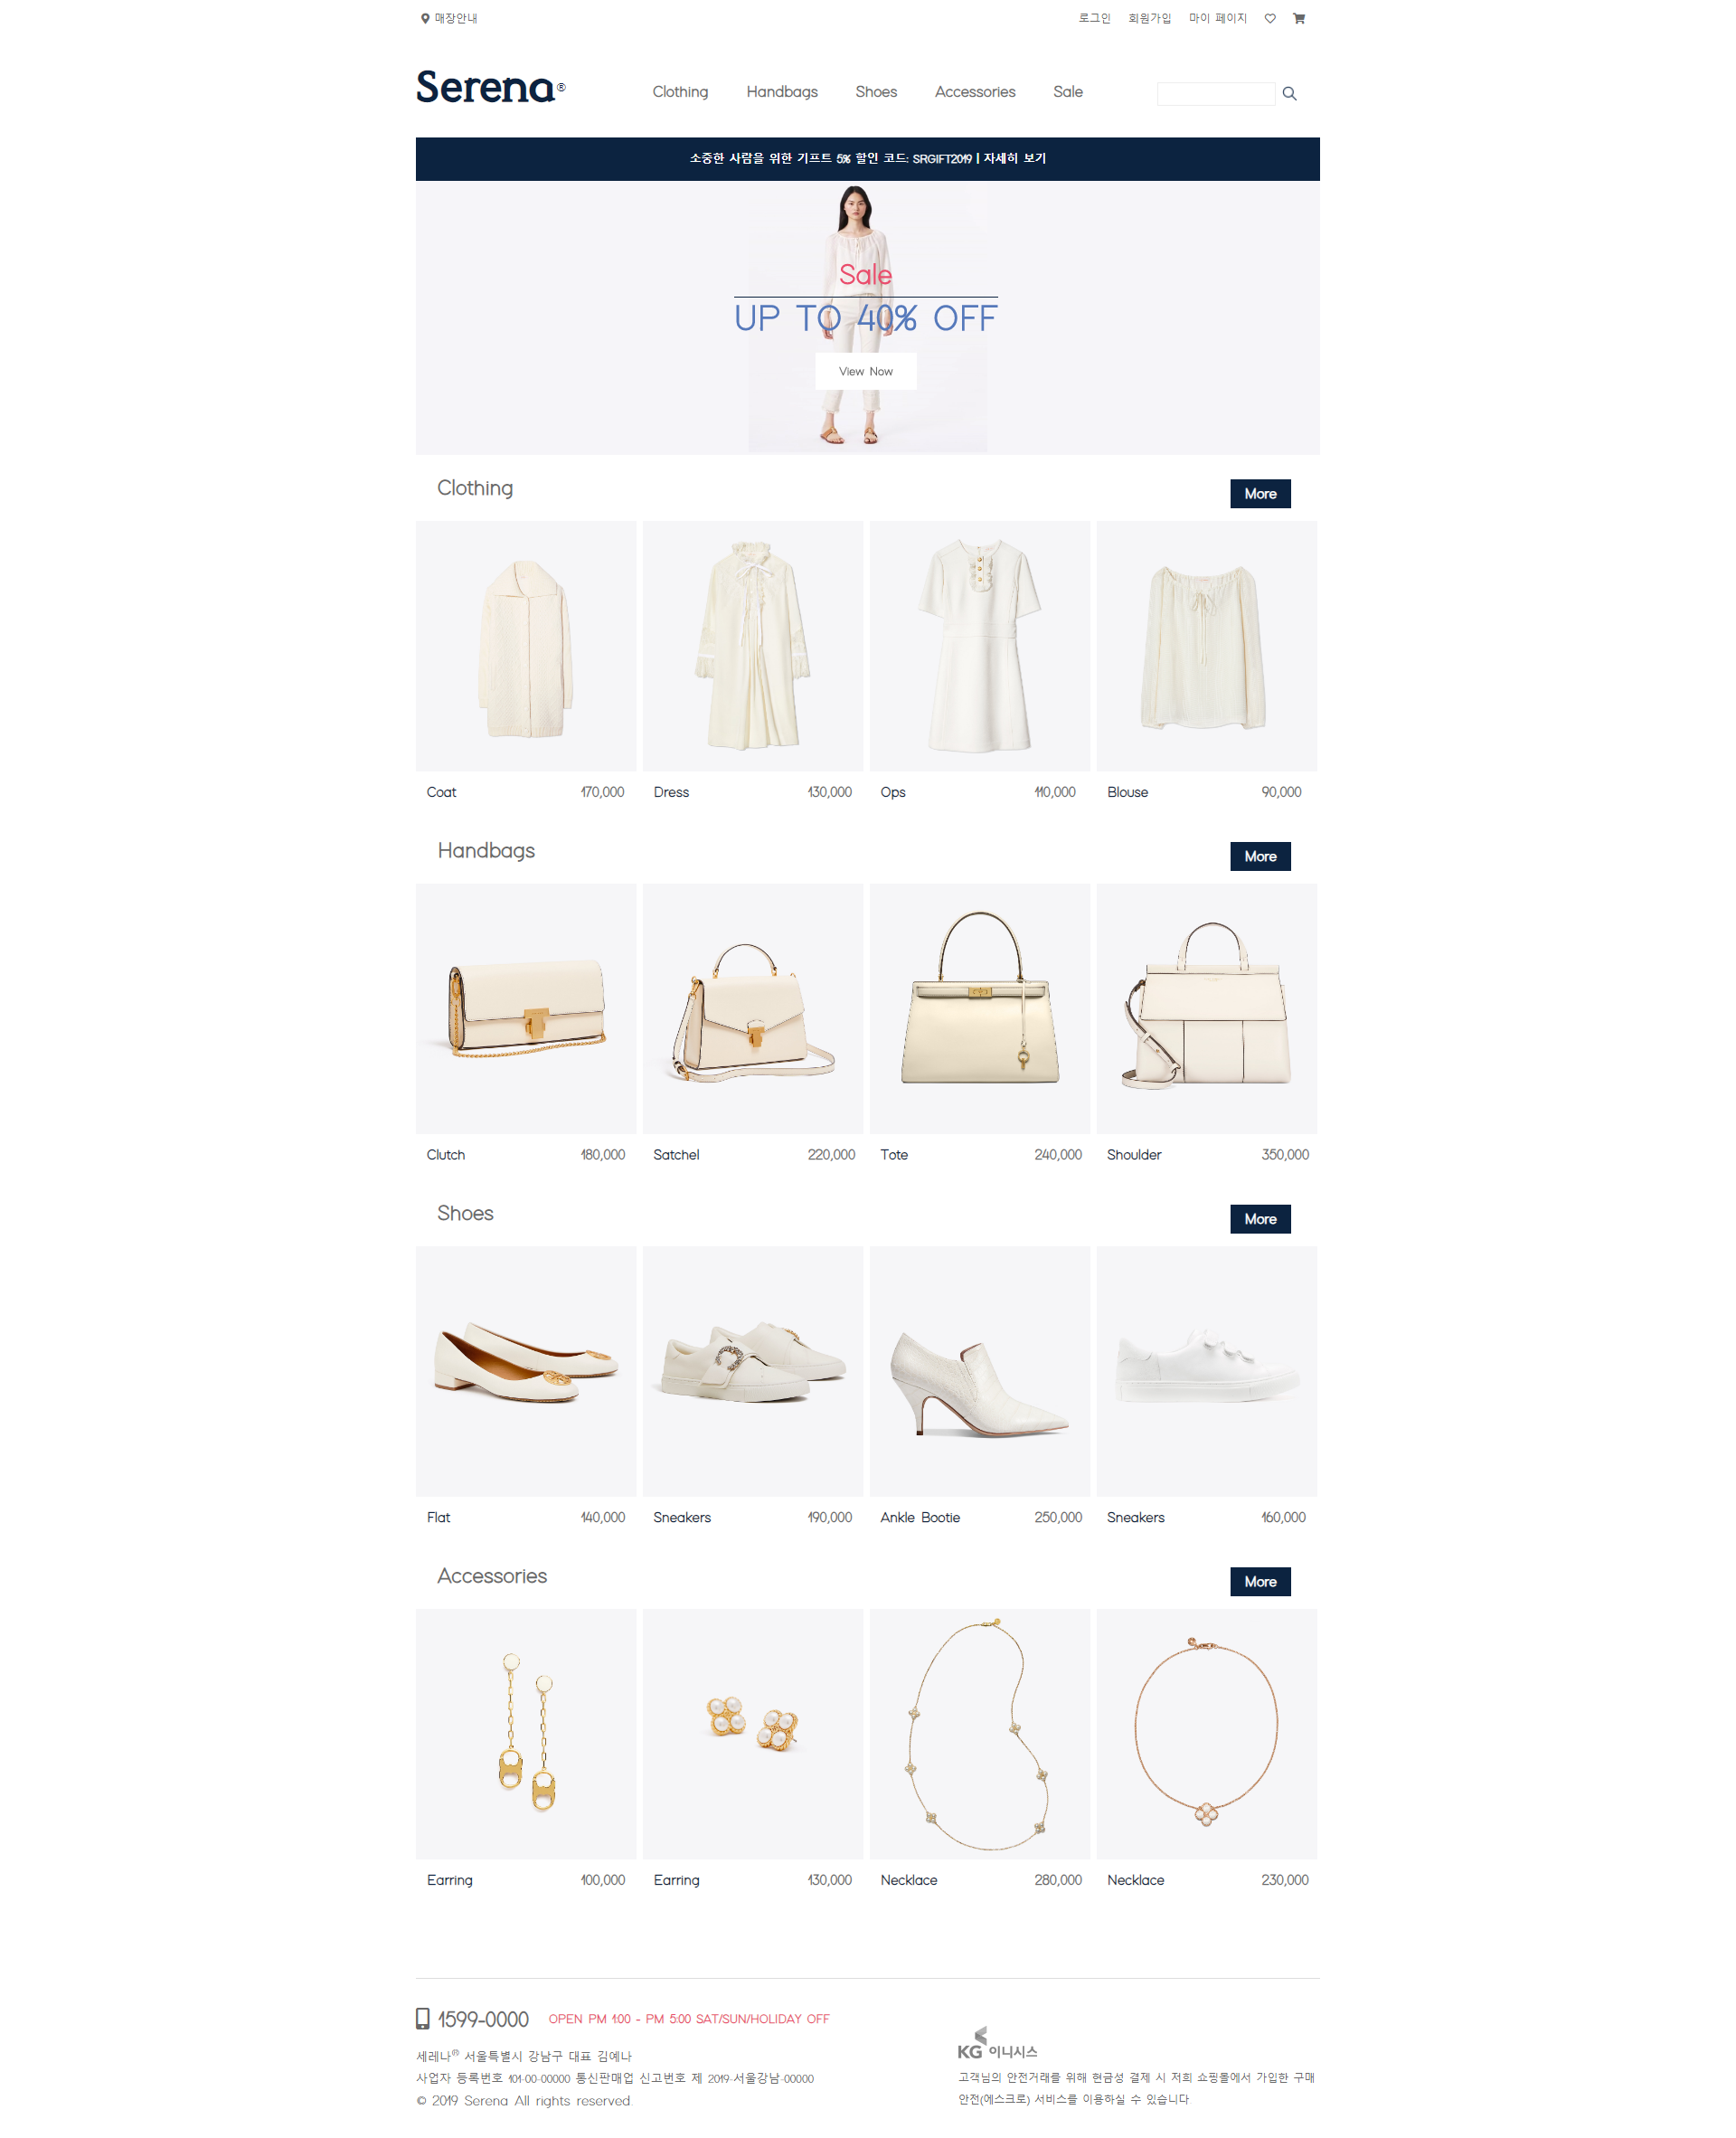 매장안내
로그인 회원가입 마이 페이지
Serena®
Clothing Handbags Shoes Accessories Sale
소중한 사람을 위한 기프트 5% 할인 코드: SRGIFT2019 | 자세히 보기
Sale
UP TO 40% OFF
View Now
Clothing More
Coat 170,000 Dress 130,000 Ops 110,000 Blouse 90,000
Handbags More
Clutch 180,000 Satchel 220,000 Tote 240,000 Shoulder 350,000
Shoes More
Flat 140,000 Sneakers 190,000 Ankle Bootie 250,000 Sneakers 160,000
Accessories More
Earring 100,000 Earring 130,000 Necklace 280,000 Necklace 230,000
1599-0000 OPEN PM 1:00 - PM 5:00 SAT/SUN/HOLIDAY OFF
세레나® 서울특별시 강남구 대표 김예나
사업자 등록번호 101-00-00000 통신판매업 신고번호 제 2019-서울강남-00000
© 2019 Serena All rights reserved.
KG 이니시스
고객님의 안전거래를 위해 현금성 결제 시 저희 쇼핑몰에서 가입한 구매
안전(에스크로) 서비스를 이용하실 수 있습니다.